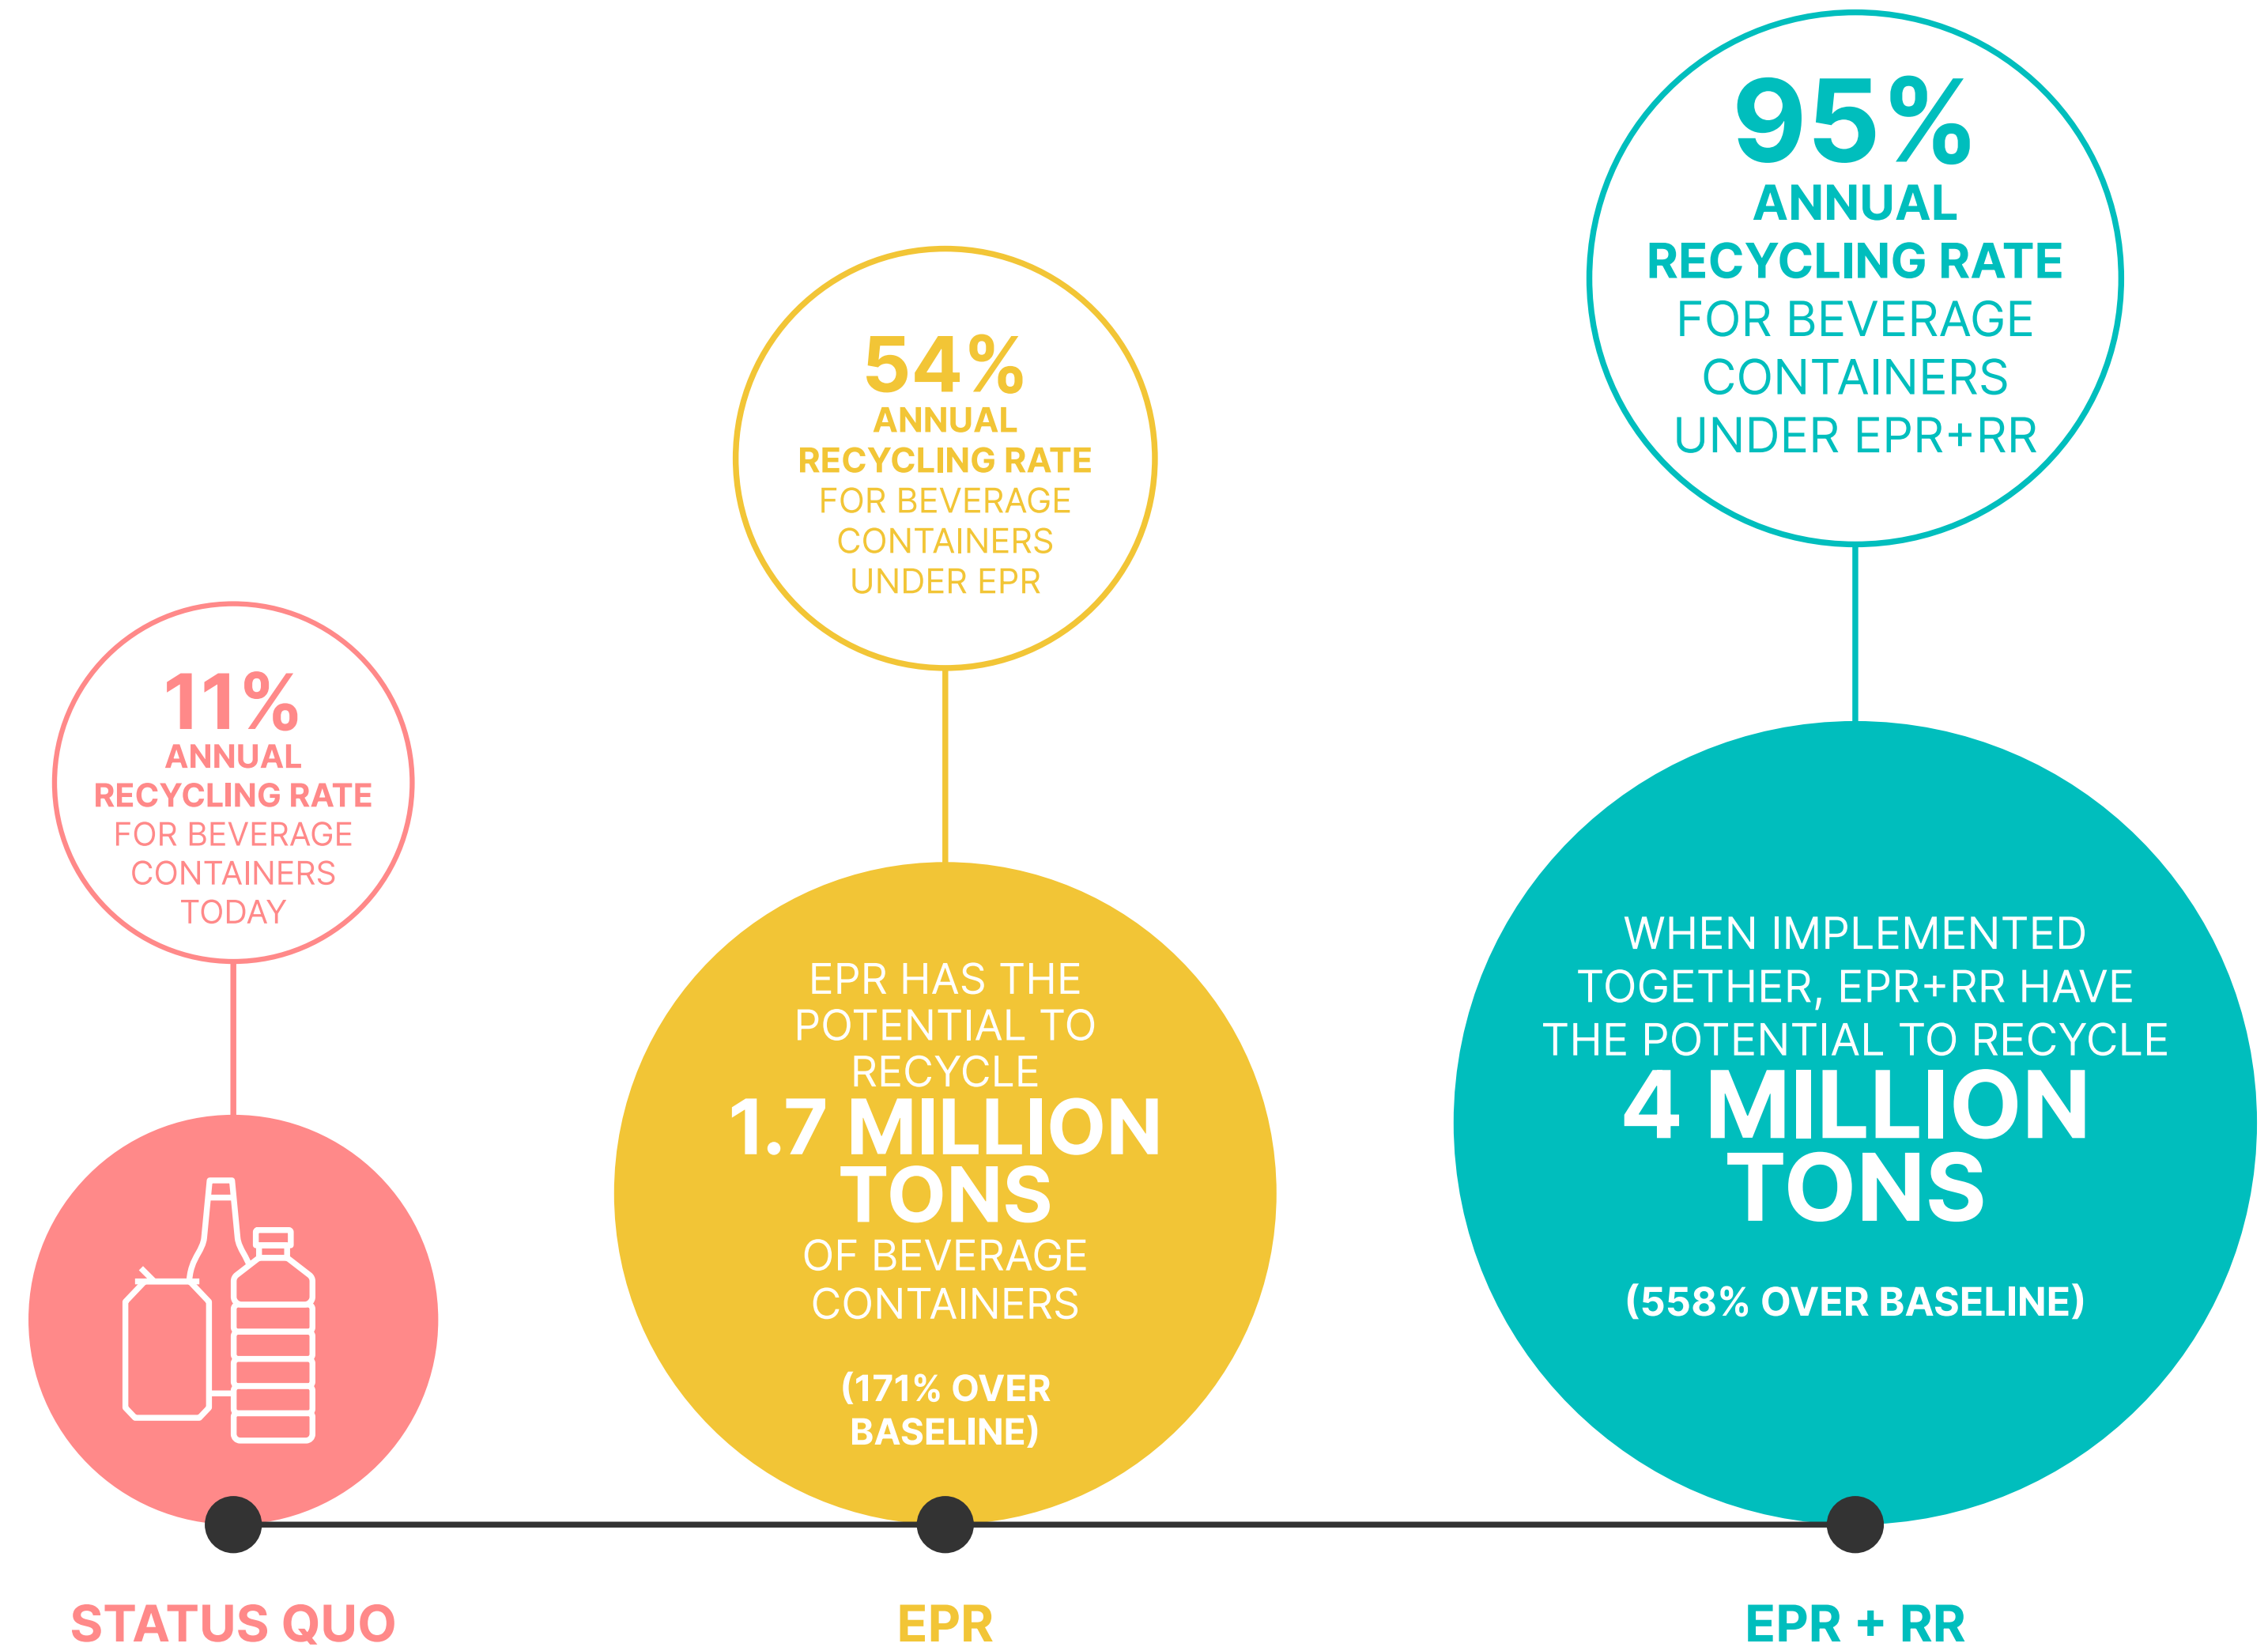 11%
ANNUAL
RECYCLING RATE
FOR BEVERAGE
CONTAINERS
TODAY
STATUS QUO
54%
ANNUAL
RECYCLING RATE
FOR BEVERAGE
CONTAINERS
UNDER EPR
EPR HAS THE
POTENTIAL TO
RECYCLE
1.7 MILLION
TONS
OF BEVERAGE
CONTAINERS
(171% OVER
BASELINE)
EPR
95%
ANNUAL
RECYCLING RATE
FOR BEVERAGE
CONTAINERS
UNDER EPR+RR
WHEN IMPLEMENTED
TOGETHER, EPR+RR HAVE
THE POTENTIAL TO RECYCLE
4 MILLION
TONS
(558% OVER BASELINE)
EPR + RR